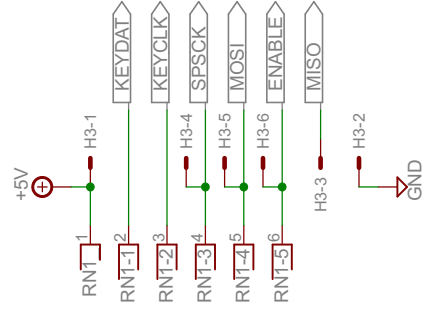 KEYDAT
KEYCLK
SPSCK
MOSI
ENABLE
MISO
H3-1
H3-4
H3-5
H3-6
H3-2
+5V
H3-3
GND
1
2
3
4
5
6
RN1
RN1-1
RN1-2
RN1-3
RN1-4
RN1-5